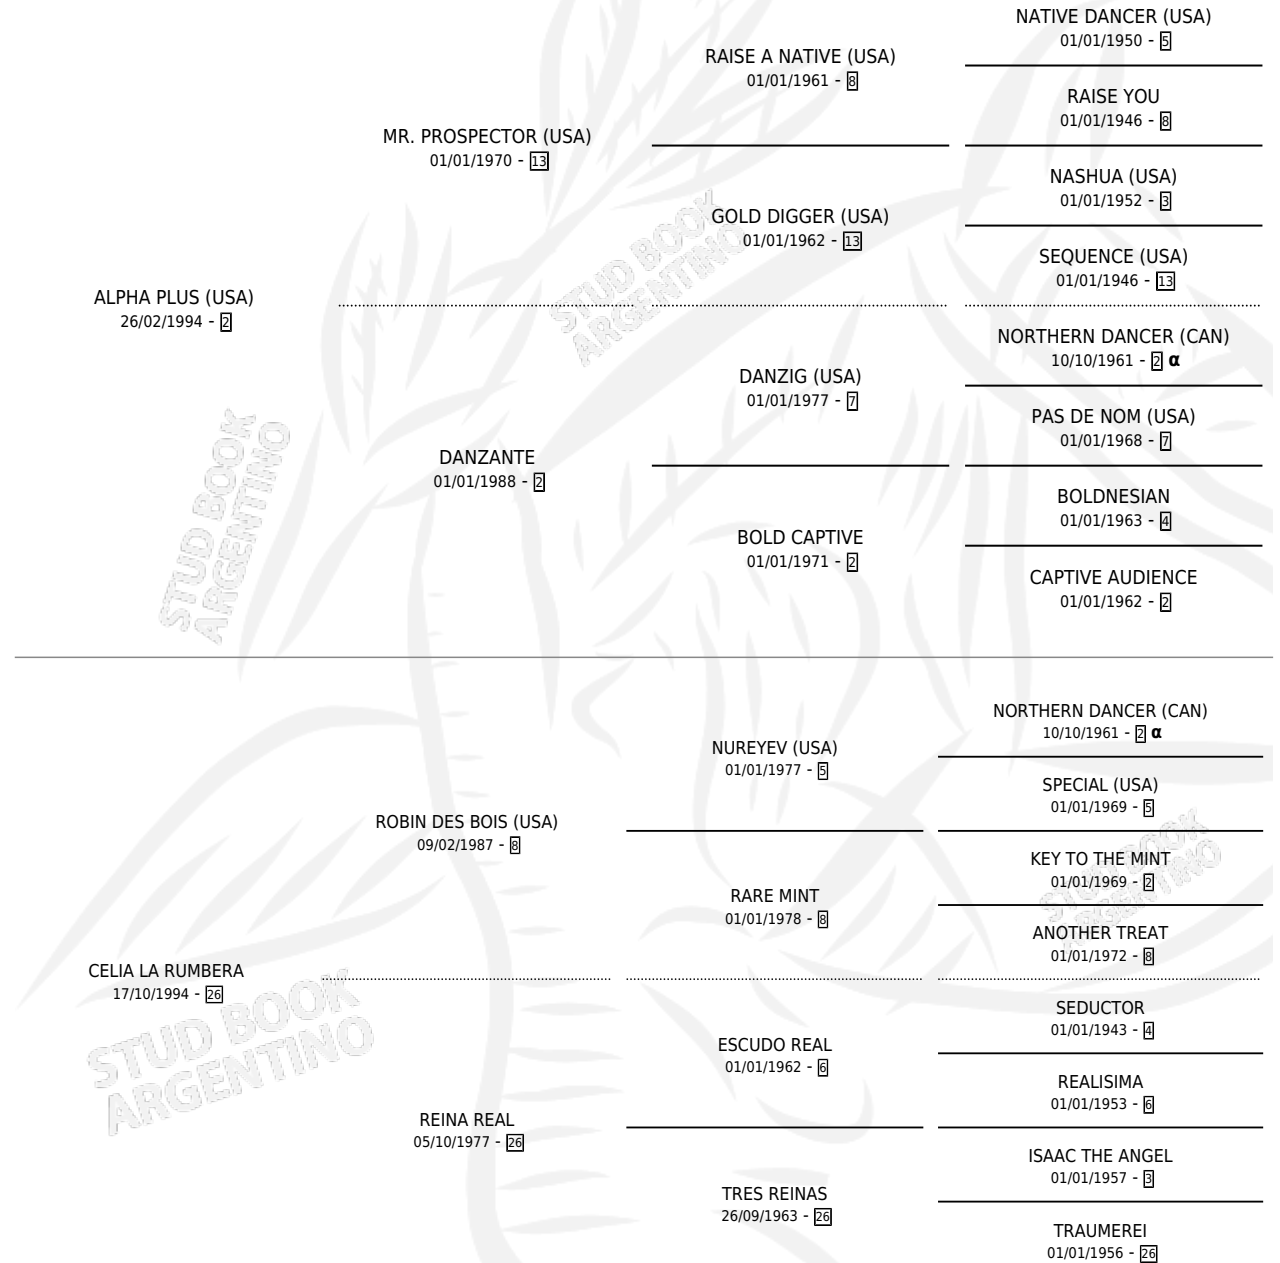 NATIVE DANCER (USA)
01/01/1950 - 5
RAISE A NATIVE (USA)
01/01/1961 - 8
RAISE YOU
01/01/1946 - 8
MR. PROSPECTOR (USA)
01/01/1970 - 13
NASHUA (USA)
01/01/1952 - 3
GOLD DIGGER (USA)
01/01/1962 - 13
SEQUENCE (USA)
01/01/1946 - 13
ALPHA PLUS (USA)
26/02/1994 - 2
NORTHERN DANCER (CAN)
10/10/1961 - 2 α
DANZIG (USA)
01/01/1977 - 7
PAS DE NOM (USA)
01/01/1968 - 7
DANZANTE
01/01/1988 - 2
BOLDNESIAN
01/01/1963 - 4
BOLD CAPTIVE
01/01/1971 - 2
CAPTIVE AUDIENCE
01/01/1962 - 2
STUD BOOK
ARGENTINO
STUD BOOK
ARGENTINO
NORTHERN DANCER (CAN)
10/10/1961 - 2 α
NUREYEV (USA)
01/01/1977 - 5
SPECIAL (USA)
01/01/1969 - 5
ROBIN DES BOIS (USA)
09/02/1987 - 8
KEY TO THE MINT
01/01/1969 - 2
RARE MINT
01/01/1978 - 8
ANOTHER TREAT
01/01/1972 - 8
CELIA LA RUMBERA
17/10/1994 - 26
SEDUCTOR
01/01/1943 - 4
ESCUDO REAL
01/01/1962 - 6
REALISIMA
01/01/1953 - 6
REINA REAL
05/10/1977 - 26
ISAAC THE ANGEL
01/01/1957 - 3
TRES REINAS
26/09/1963 - 26
TRAUMEREI
01/01/1956 - 26
STUD BOOK
ARGENTINO
STUD BOOK
ARGENTINO